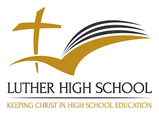 LUTHER HIGH SCHOOL
KEEPING CHRIST IN HIGH SCHOOL EDUCATION